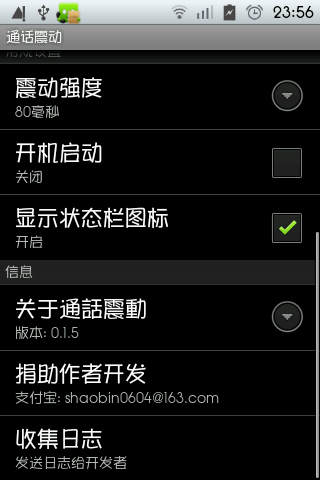 23:56
通话震动
常规设置
震动强度
80毫秒
开机启动
关闭
显示状态栏图标
开启
信息
关于通話震動
版本: 0.1.5
捐助作者开发
支付宝: shaobin0604@163.com
收集日志
发送日志给开发者